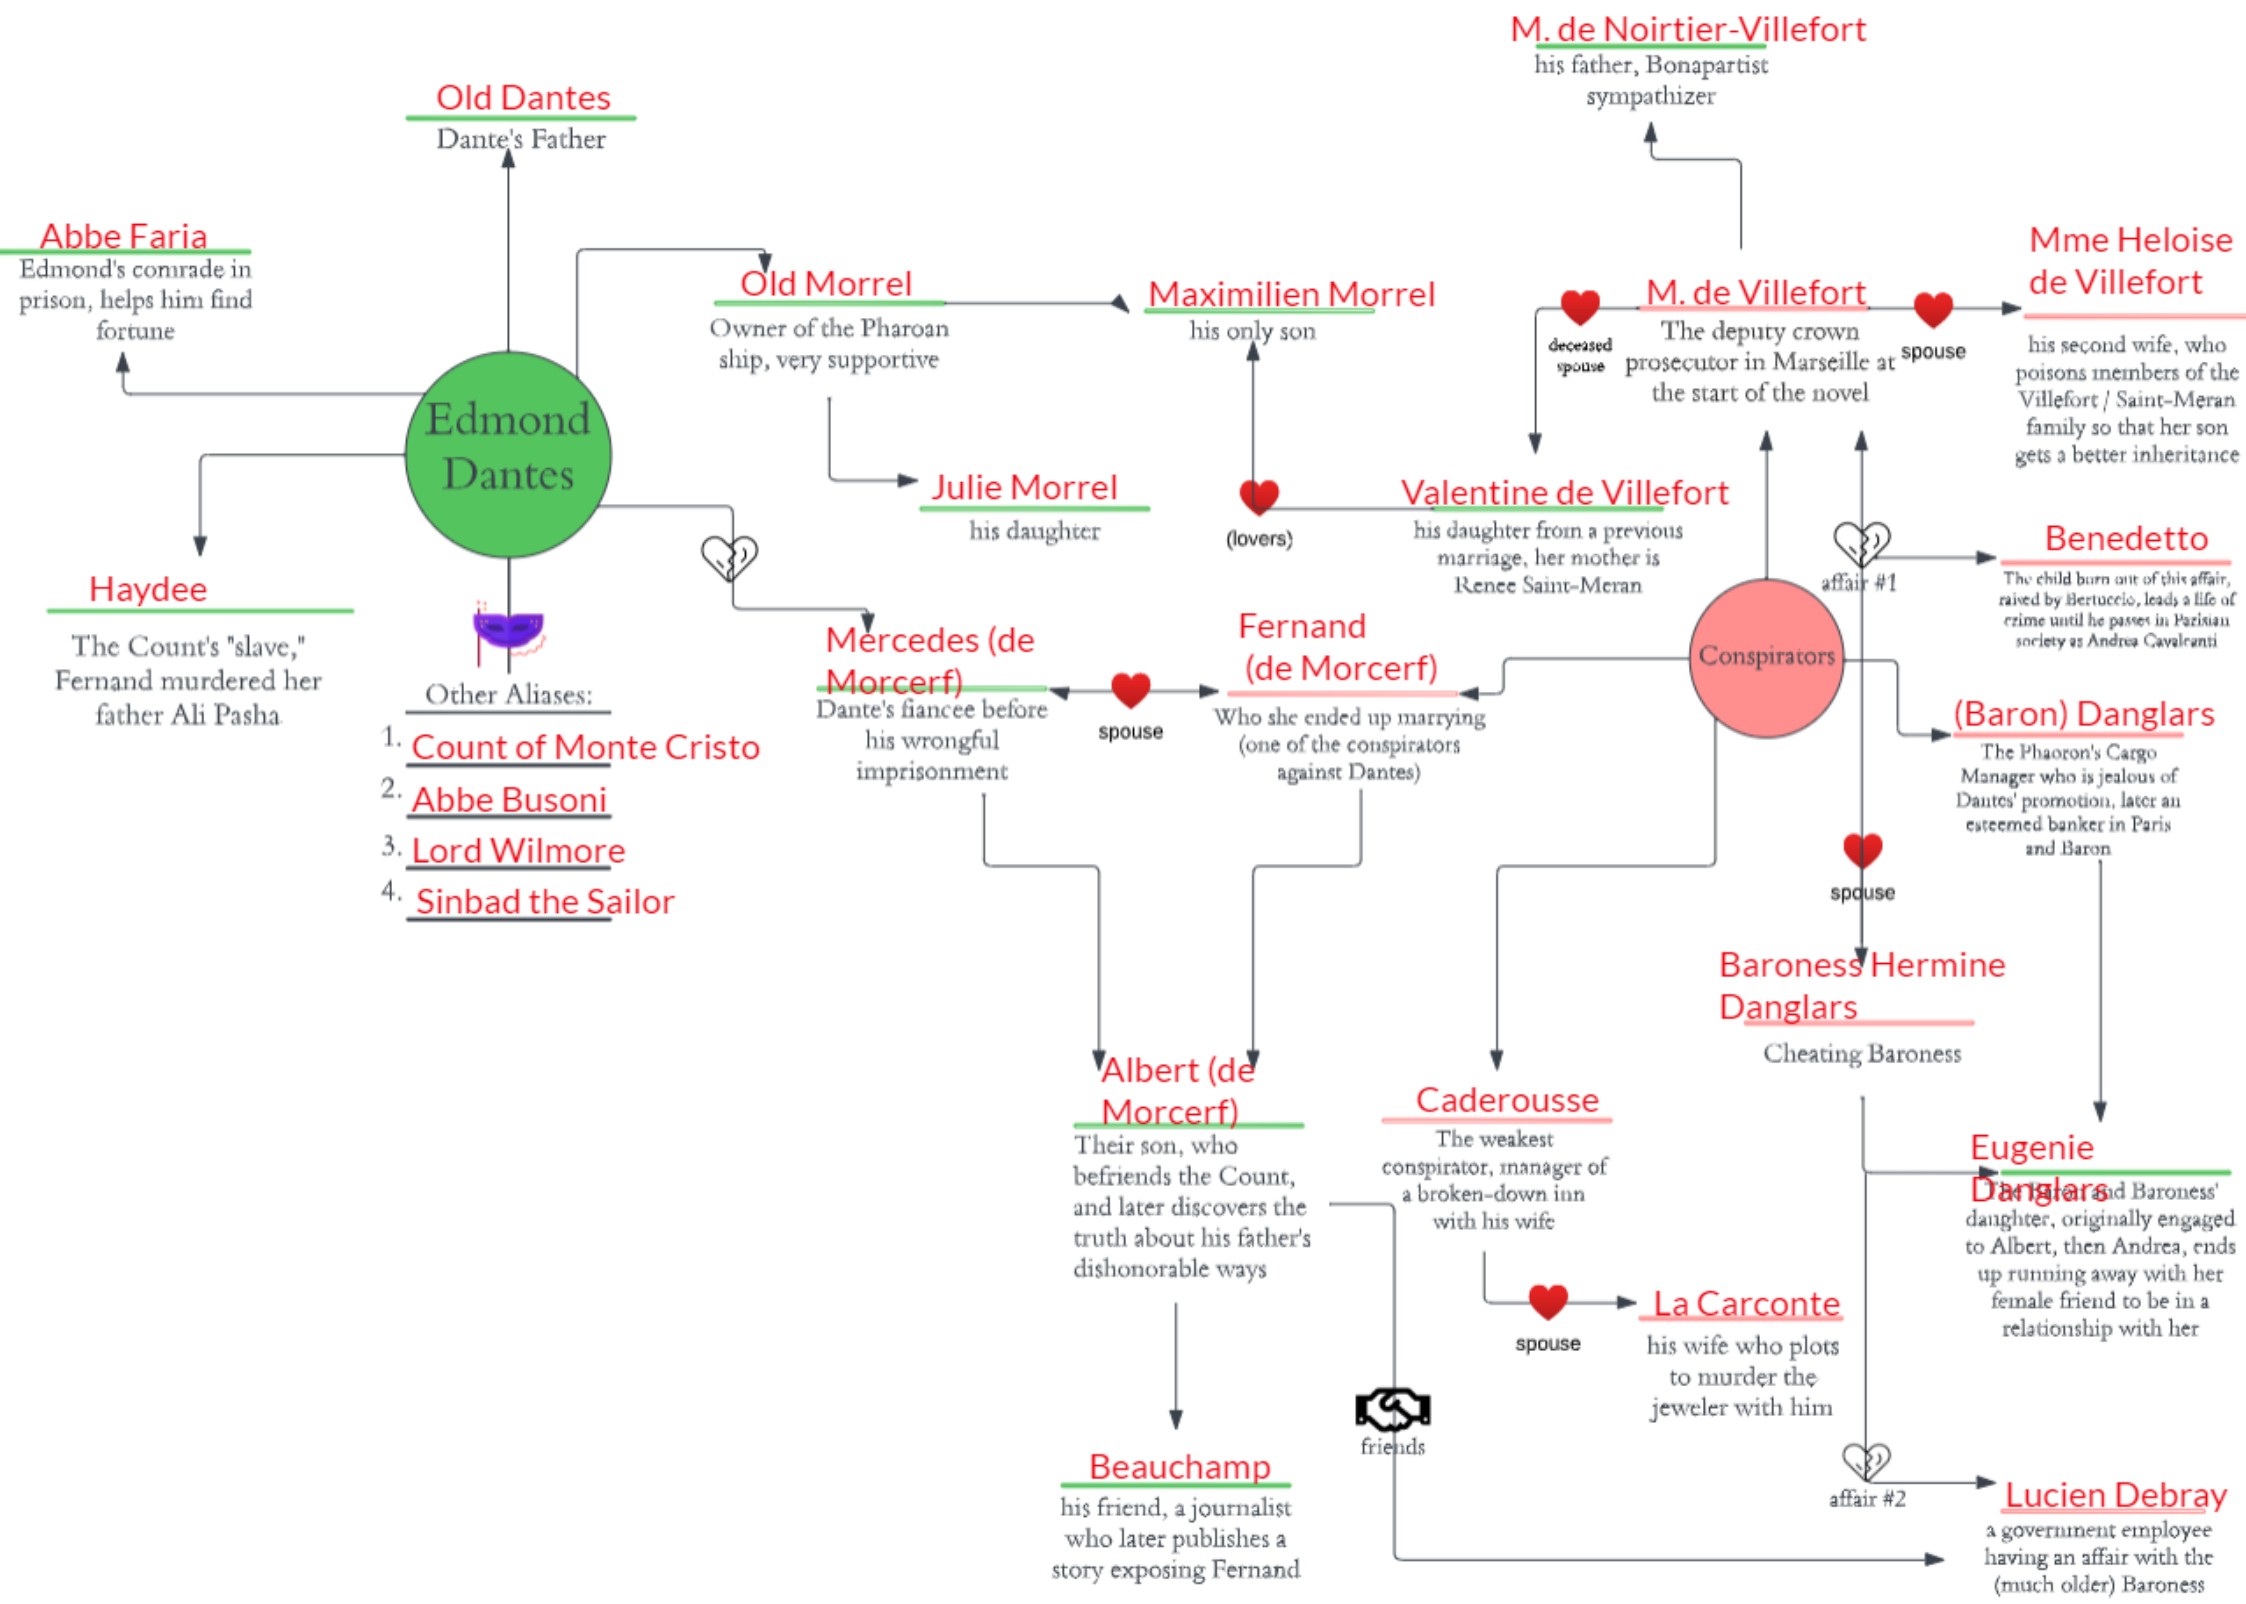 M. de Noirtier-Villefort
his father, Bonapartist
sympathizer
Old Dantes
Dante's Father
Abbe Faria
Edmond's comrade in
prison, helps him find
fortune
Old Morrel
Owner of the Pharoan
ship, very supportive
Maximilien Morrel
his only son
deceased
spouse
M. de Villefort
The deputy crown
prosecutor in Marseille at
the start of the novel
spouse
Mme Heloise
de Villefort
his second wife, who
poisons members of the
Villefort / Saint-Meran
family so that her son
gets a better inheritance
Edmond
Dantes
Julie Morrel
his daughter
(lovers)
Valentine de Villefort
his daughter from a previous
marriage, her mother is
Renee Saint-Meran
affair #1
Benedetto
The child born out of this affair,
raised by Bertuccio, leads a life of
crime until he passes in Parisian
society as Andrea Cavalcanti
Haydee
The Count's "slave,"
Fernand murdered her
father Ali Pasha
Other Aliases:
1. Count of Monte Cristo
2. Abbe Busoni
3. Lord Wilmore
4. Sinbad the Sailor
Mercedes (de
Morcerf)
Dante's fiancee before
his wrongful
imprisonment
spouse
Fernand
(de Morcerf)
Who she ended up marrying
(one of the conspirators
against Dantes)
Conspirators
(Baron) Danglars
The Phaoron's Cargo
Manager who is jealous of
Dantes' promotion, later an
esteemed banker in Paris
and Baron
spouse
Baroness Hermine
Danglars
Cheating Baroness
Albert (de
Morcerf)
Their son, who
befriends the Count,
and later discovers the
truth about his father's
dishonorable ways
Caderousse
The weakest
conspirator, manager of
a broken-down inn
with his wife
spouse
La Carconte
his wife who plots
to murder the
jeweler with him
Eugenie
Danglars
The Baron and Baroness'
daughter, originally engaged
to Albert, then Andrea, ends
up running away with her
female friend to be in a
relationship with her
friends
Beauchamp
his friend, a journalist
who later publishes a
story exposing Fernand
affair #2
Lucien Debray
a government employee
having an affair with the
(much older) Baroness